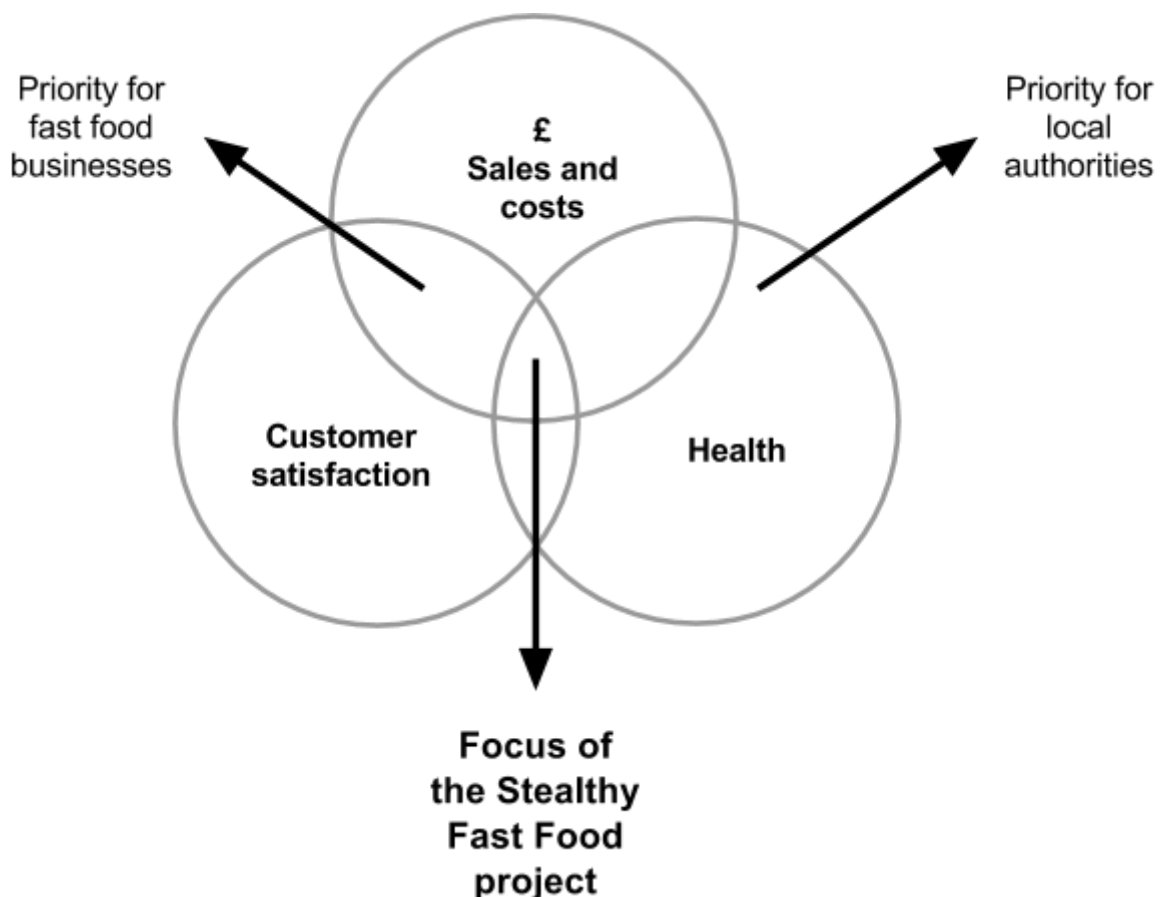 Priority for
fast food
businesses
£
Sales and
costs
Priority for
local
authorities
Customer
satisfaction
Health
Focus of
the Stealthy
Fast Food
project